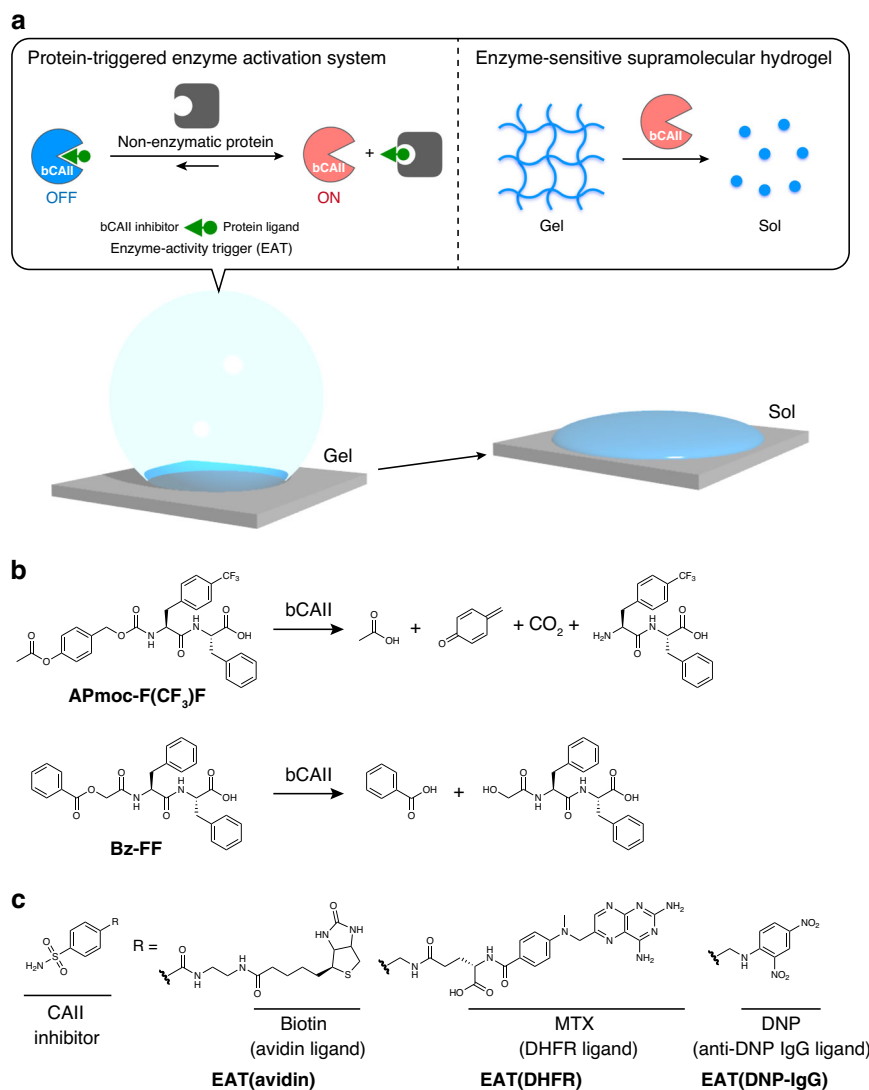 a
Protein-triggered enzyme activation system
Enzyme-sensitive supramolecular hydrogel
bCAII
OFF
Non-enzymatic protein
bCAII
ON
+
bCAII inhibitor
Protein ligand
Enzyme-activity trigger (EAT)
bCAII
Gel
Sol
Gel
Sol
b
APmoc-F(CF₃)F
bCAII
+ + CO₂ +
Bz-FF
bCAII
+
c
R =
CAII
inhibitor
Biotin
(avidin ligand)
EAT(avidin)
MTX
(DHFR ligand)
EAT(DHFR)
DNP
(anti-DNP IgG ligand)
EAT(DNP-IgG)